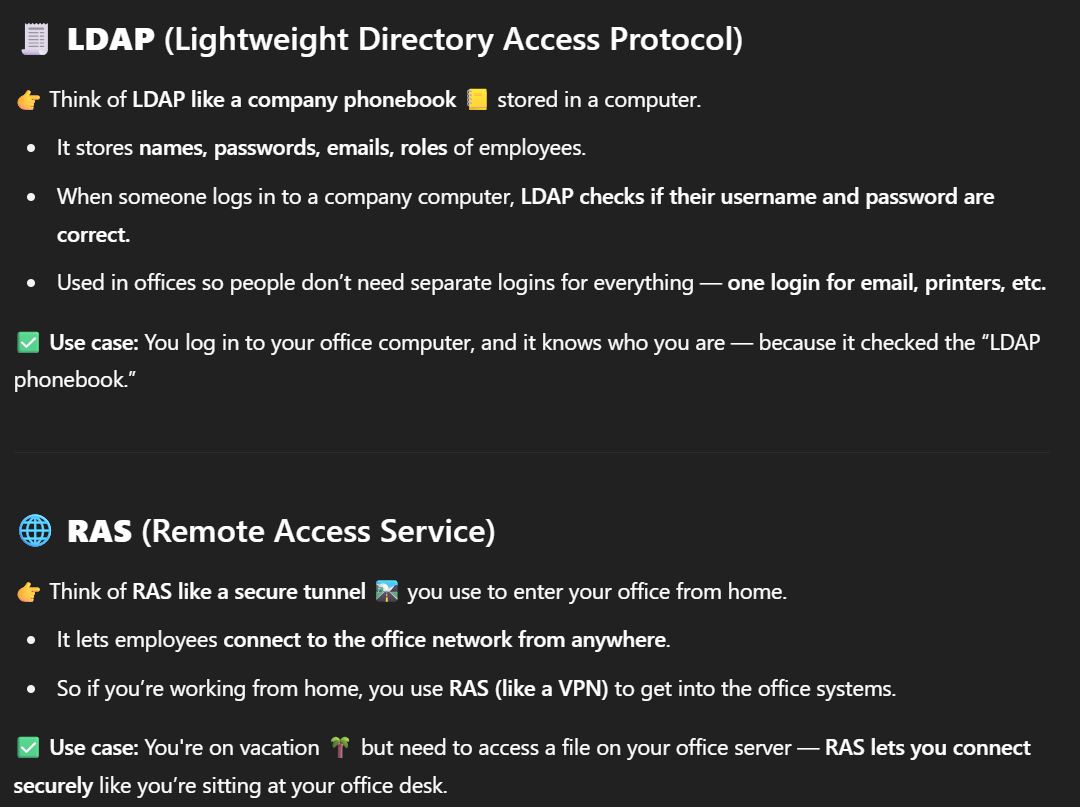 LDAP (Lightweight Directory Access Protocol)
👉 Think of LDAP like a company phonebook 📒 stored in a computer.
• It stores names, passwords, emails, roles of employees.
• When someone logs in to a company computer, LDAP checks if their username and password are
correct.
• Used in offices so people don’t need separate logins for everything — one login for email, printers, etc.
✅ Use case: You log in to your office computer, and it knows who you are — because it checked the “LDAP
phonebook.”
🌐 RAS (Remote Access Service)
👉 Think of RAS like a secure tunnel 🛣️ you use to enter your office from home.
• It lets employees connect to the office network from anywhere.
• So if you’re working from home, you use RAS (like a VPN) to get into the office systems.
✅ Use case: You're on vacation 🌴 but need to access a file on your office server — RAS lets you connect
securely like you’re sitting at your office desk.